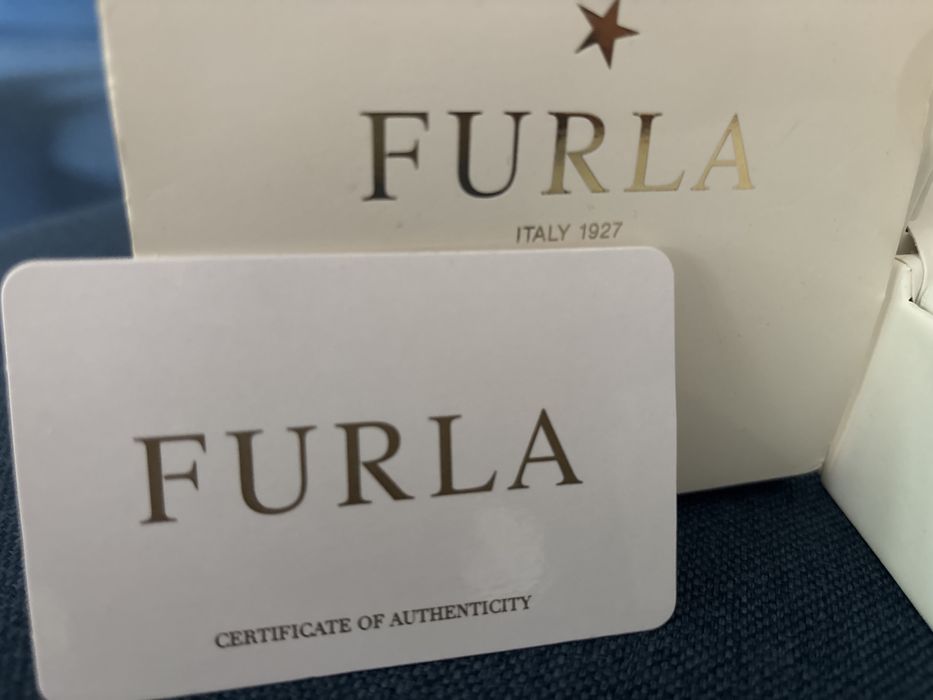 FURLA
ITALY 1927
FURLA
CERTIFICATE OF AUTHENTICITY